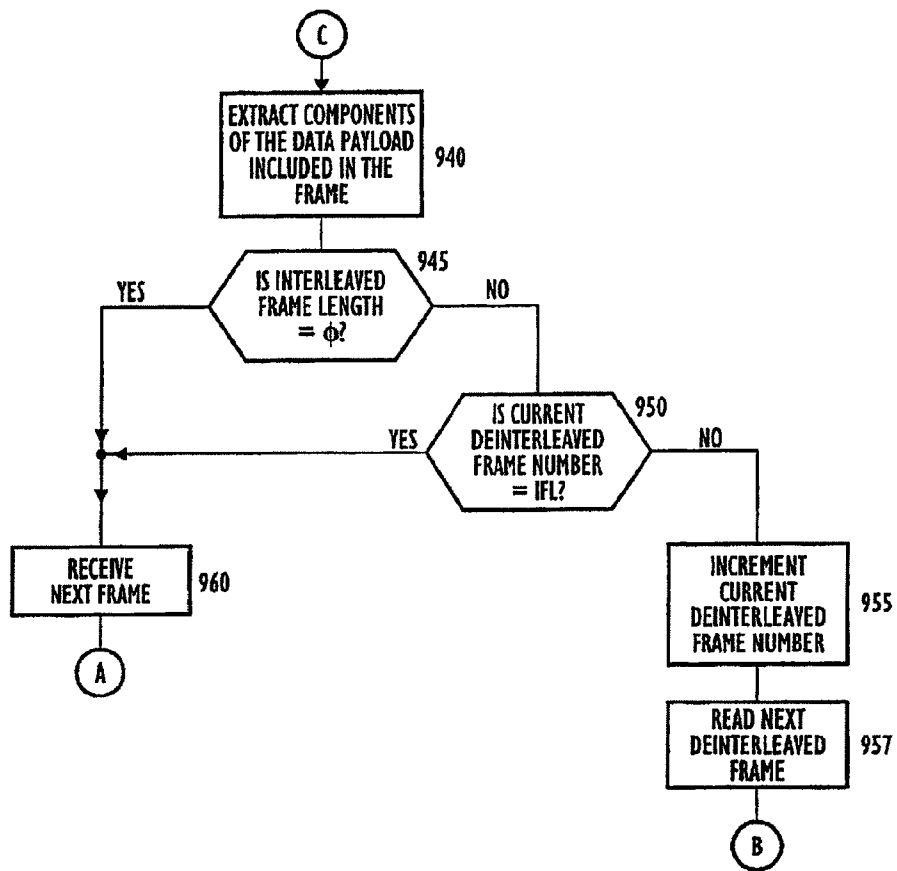 C
EXTRACT COMPONENTS
OF THE DATA PAYLOAD
INCLUDED IN THE
FRAME
940
945
IS INTERLEAVED
FRAME LENGTH
= ϕ?
YES
NO
950
IS CURRENT
DEINTERLEAVED
FRAME NUMBER
= IFL?
YES
NO
RECEIVE
NEXT FRAME
960
INCREMENT
CURRENT
DEINTERLEAVED
FRAME NUMBER
955
A
READ NEXT
DEINTERLEAVED
FRAME
957
B